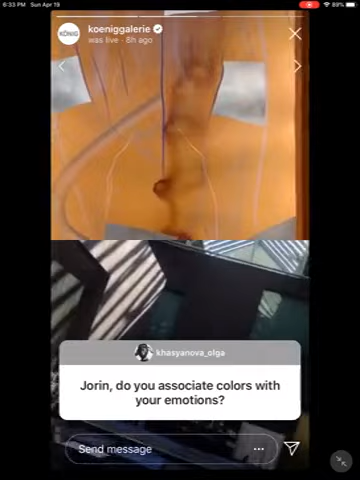 6:33 PM Sun Apr 19
89%
KÖNIG
koeniggalerie
was live · 8h ago
khasyanova_olga
Jorin, do you associate colors with
your emotions?
Send message